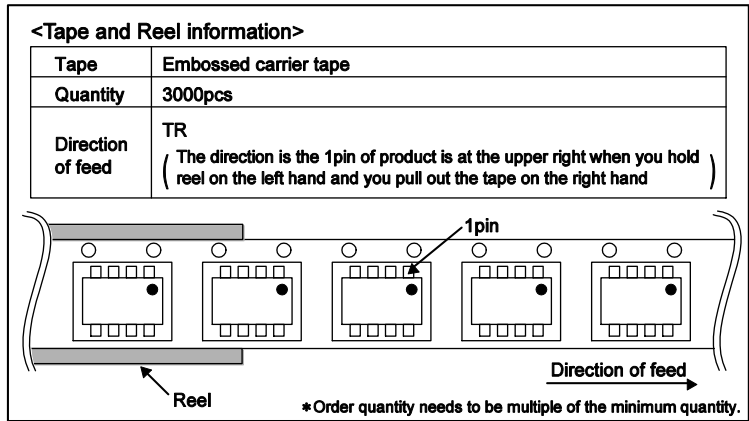 <Tape and Reel information>
Tape Embossed carrier tape
Quantity 3000pcs
Direction of feed TR
( The direction is the 1pin of product is at the upper right when you hold
reel on the left hand and you pull out the tape on the right hand )
1pin
Direction of feed
Reel
*Order quantity needs to be multiple of the minimum quantity.